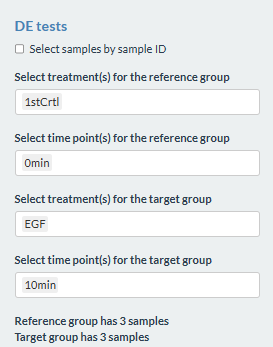 DE tests
Select samples by sample ID
Select treatment(s) for the reference group
1stCrtl
Select time point(s) for the reference group
0min
Select treatment(s) for the target group
EGF
Select time point(s) for the target group
10min
Reference group has 3 samples
Target group has 3 samples